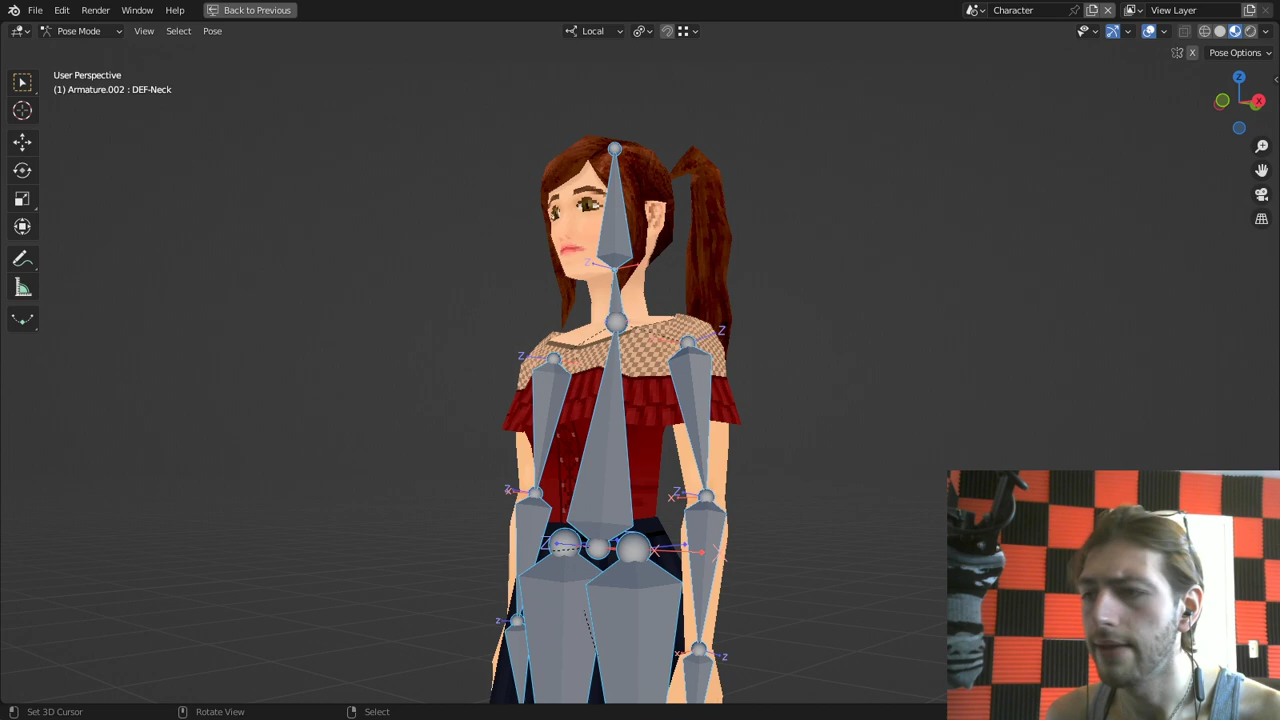 File Edit Render Window Help Back to Previous Character View Layer
Pose Mode View Select Pose Local
X Pose Options
User Perspective
(1) Armature.002 : DEF-Neck
Z
X
Z
Z
Z
Z
X
Z
X
Z
X
X
z
x
z
Set 3D Cursor Rotate View Select